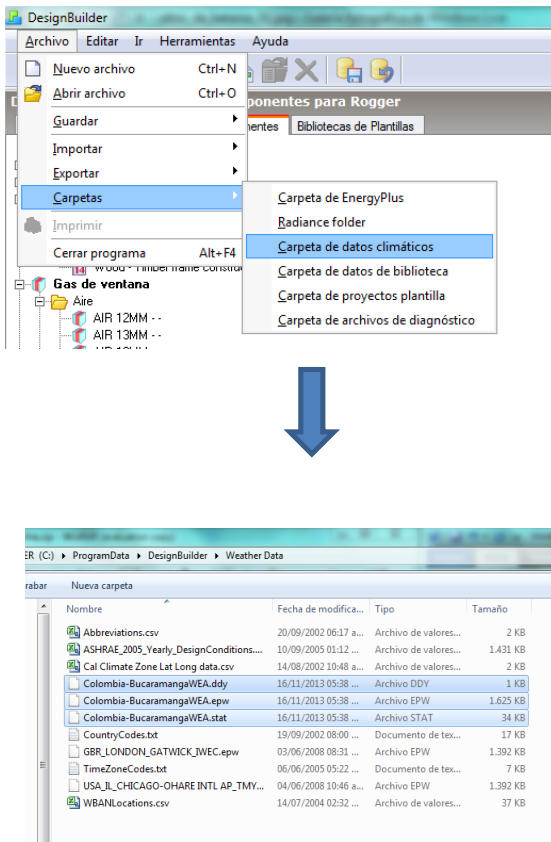 DesignBuilder
Archivo Editar Ir Herramientas Ayuda
Nuevo archivo Ctrl+N
Abrir archivo Ctrl+O
Guardar
Importar
Exportar
Carpetas
Imprimir
Cerrar programa Alt+F4
ponentes para Rogger
nentes Bibliotecas de Plantillas
Carpeta de EnergyPlus
Radiance folder
Carpeta de datos climáticos
Carpeta de datos de biblioteca
Carpeta de proyectos plantilla
Carpeta de archivos de diagnóstico
Wood - Timber frame construc
Gas de ventana
Aire
AIR 12MM - -
AIR 13MM - -
ER (C:) ▸ ProgramData ▸ DesignBuilder ▸ Weather Data
rabar Nueva carpeta
Nombre Fecha de modifica... Tipo Tamaño
Abbreviations.csv 20/09/2002 06:17 a... Archivo de valores... 2 KB
ASHRAE_2005_Yearly_DesignConditions.... 10/09/2005 01:12 ... Archivo de valores... 1.431 KB
Cal Climate Zone Lat Long data.csv 14/08/2002 10:48 a... Archivo de valores... 2 KB
Colombia-BucaramangaWEA.ddy 16/11/2013 05:38 ... Archivo DDY 1 KB
Colombia-BucaramangaWEA.epw 16/11/2013 05:38 ... Archivo EPW 1.625 KB
Colombia-BucaramangaWEA.stat 16/11/2013 05:38 ... Archivo STAT 34 KB
CountryCodes.txt 19/09/2002 08:00 ... Documento de tex... 17 KB
GBR_LONDON_GATWICK_IWEC.epw 03/06/2008 08:31 ... Archivo EPW 1.392 KB
TimeZoneCodes.txt 06/06/2005 05:22 ... Documento de tex... 7 KB
USA_IL_CHICAGO-OHARE INTL AP_TMY... 04/06/2008 10:46 a... Archivo EPW 1.392 KB
WBANLocations.csv 14/07/2004 02:32 ... Archivo de valores... 37 KB